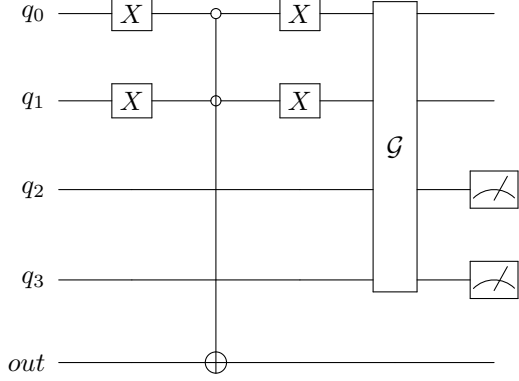 q₀ X X
q₁ X X
𝒢
q₂
q₃
out